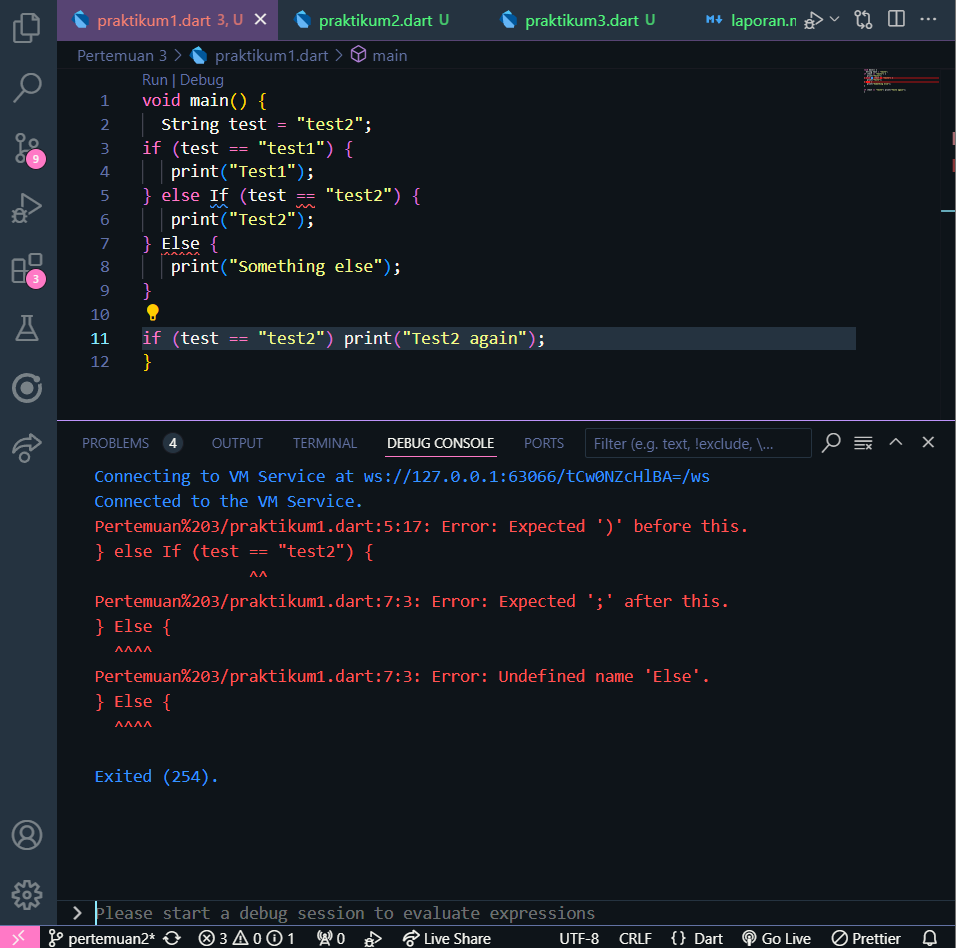 praktikum1.dart 3, U
praktikum2.dart U
praktikum3.dart U
laporan.n
Pertemuan 3 > praktikum1.dart > main
Run | Debug
1 void main() {
2 String test = "test2";
3 if (test == "test1") {
4 print("Test1");
5 } else If (test == "test2") {
6 print("Test2");
7 } Else {
8 print("Something else");
9 }
10
11 if (test == "test2") print("Test2 again");
12 }
9
3
PROBLEMS 4 OUTPUT TERMINAL DEBUG CONSOLE PORTS Filter (e.g. text, !exclude, \...
Connecting to VM Service at ws://127.0.0.1:63066/tCw0NZcHlBA=/ws
Connected to the VM Service.
Pertemuan%203/praktikum1.dart:5:17: Error: Expected ')' before this.
} else If (test == "test2") {
^^
Pertemuan%203/praktikum1.dart:7:3: Error: Expected ';' after this.
} Else {
^^^^
Pertemuan%203/praktikum1.dart:7:3: Error: Undefined name 'Else'.
} Else {
^^^^
Exited (254).
> Please start a debug session to evaluate expressions
pertemuan2* 3 0 1 0 Live Share UTF-8 CRLF {} Dart Go Live Prettier